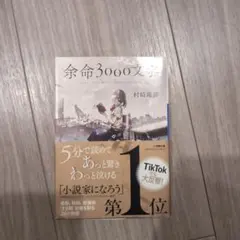 余命3000文字
村崎羯諦
5分で読めて
あっと驚き
わっと泣ける
「小説家になろう」
第1位
TikTok
大反響!